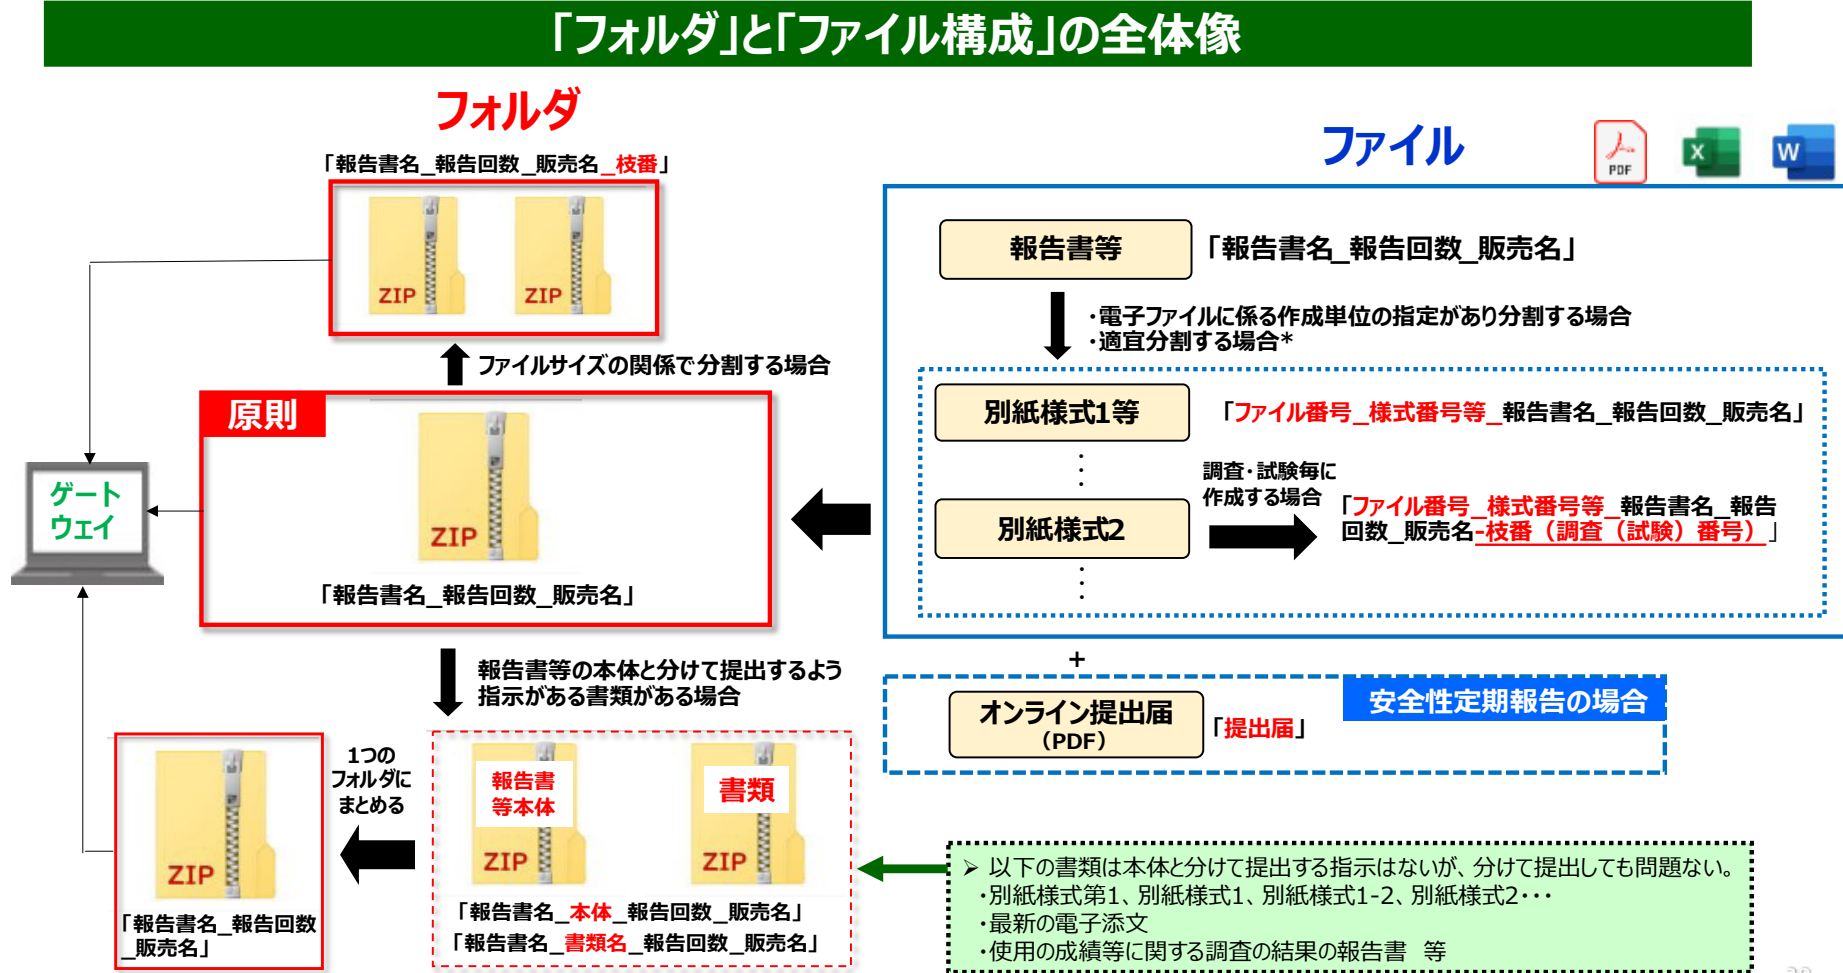 「フォルダ」と「ファイル構成」の全体像
フォルダ
「報告書名_報告回数_販売名_枝番」
ZIP
ZIP
ファイルサイズの関係で分割する場合
原則
ZIP
「報告書名_報告回数_販売名」
ゲート
ウェイ
報告書等の本体と分けて提出するよう
指示がある書類がある場合
1つの
フォルダに
まとめる
ZIP
「報告書名_報告回数
_販売名」
報告書
等本体
ZIP
書類
ZIP
「報告書名_本体_報告回数_販売名」
「報告書名_書類名_報告回数_販売名」
ファイル
PDF
X
W
報告書等
「報告書名_報告回数_販売名」
・電子ファイルに係る作成単位の指定があり分割する場合
・適宜分割する場合*
別紙様式1等
「ファイル番号_様式番号等_報告書名_報告回数_販売名」
別紙様式2
調査・試験毎に
作成する場合
「ファイル番号_様式番号等_報告書名_報告
回数_販売名-枝番（調査（試験）番号）」
+
安全性定期報告の場合
オンライン提出届
（PDF）
「提出届」
➢ 以下の書類は本体と分けて提出する指示はないが、分けて提出しても問題ない。
・別紙様式第1、別紙様式1、別紙様式1-2、別紙様式2・・・
・最新の電子添文
・使用の成績等に関する調査の結果の報告書 等